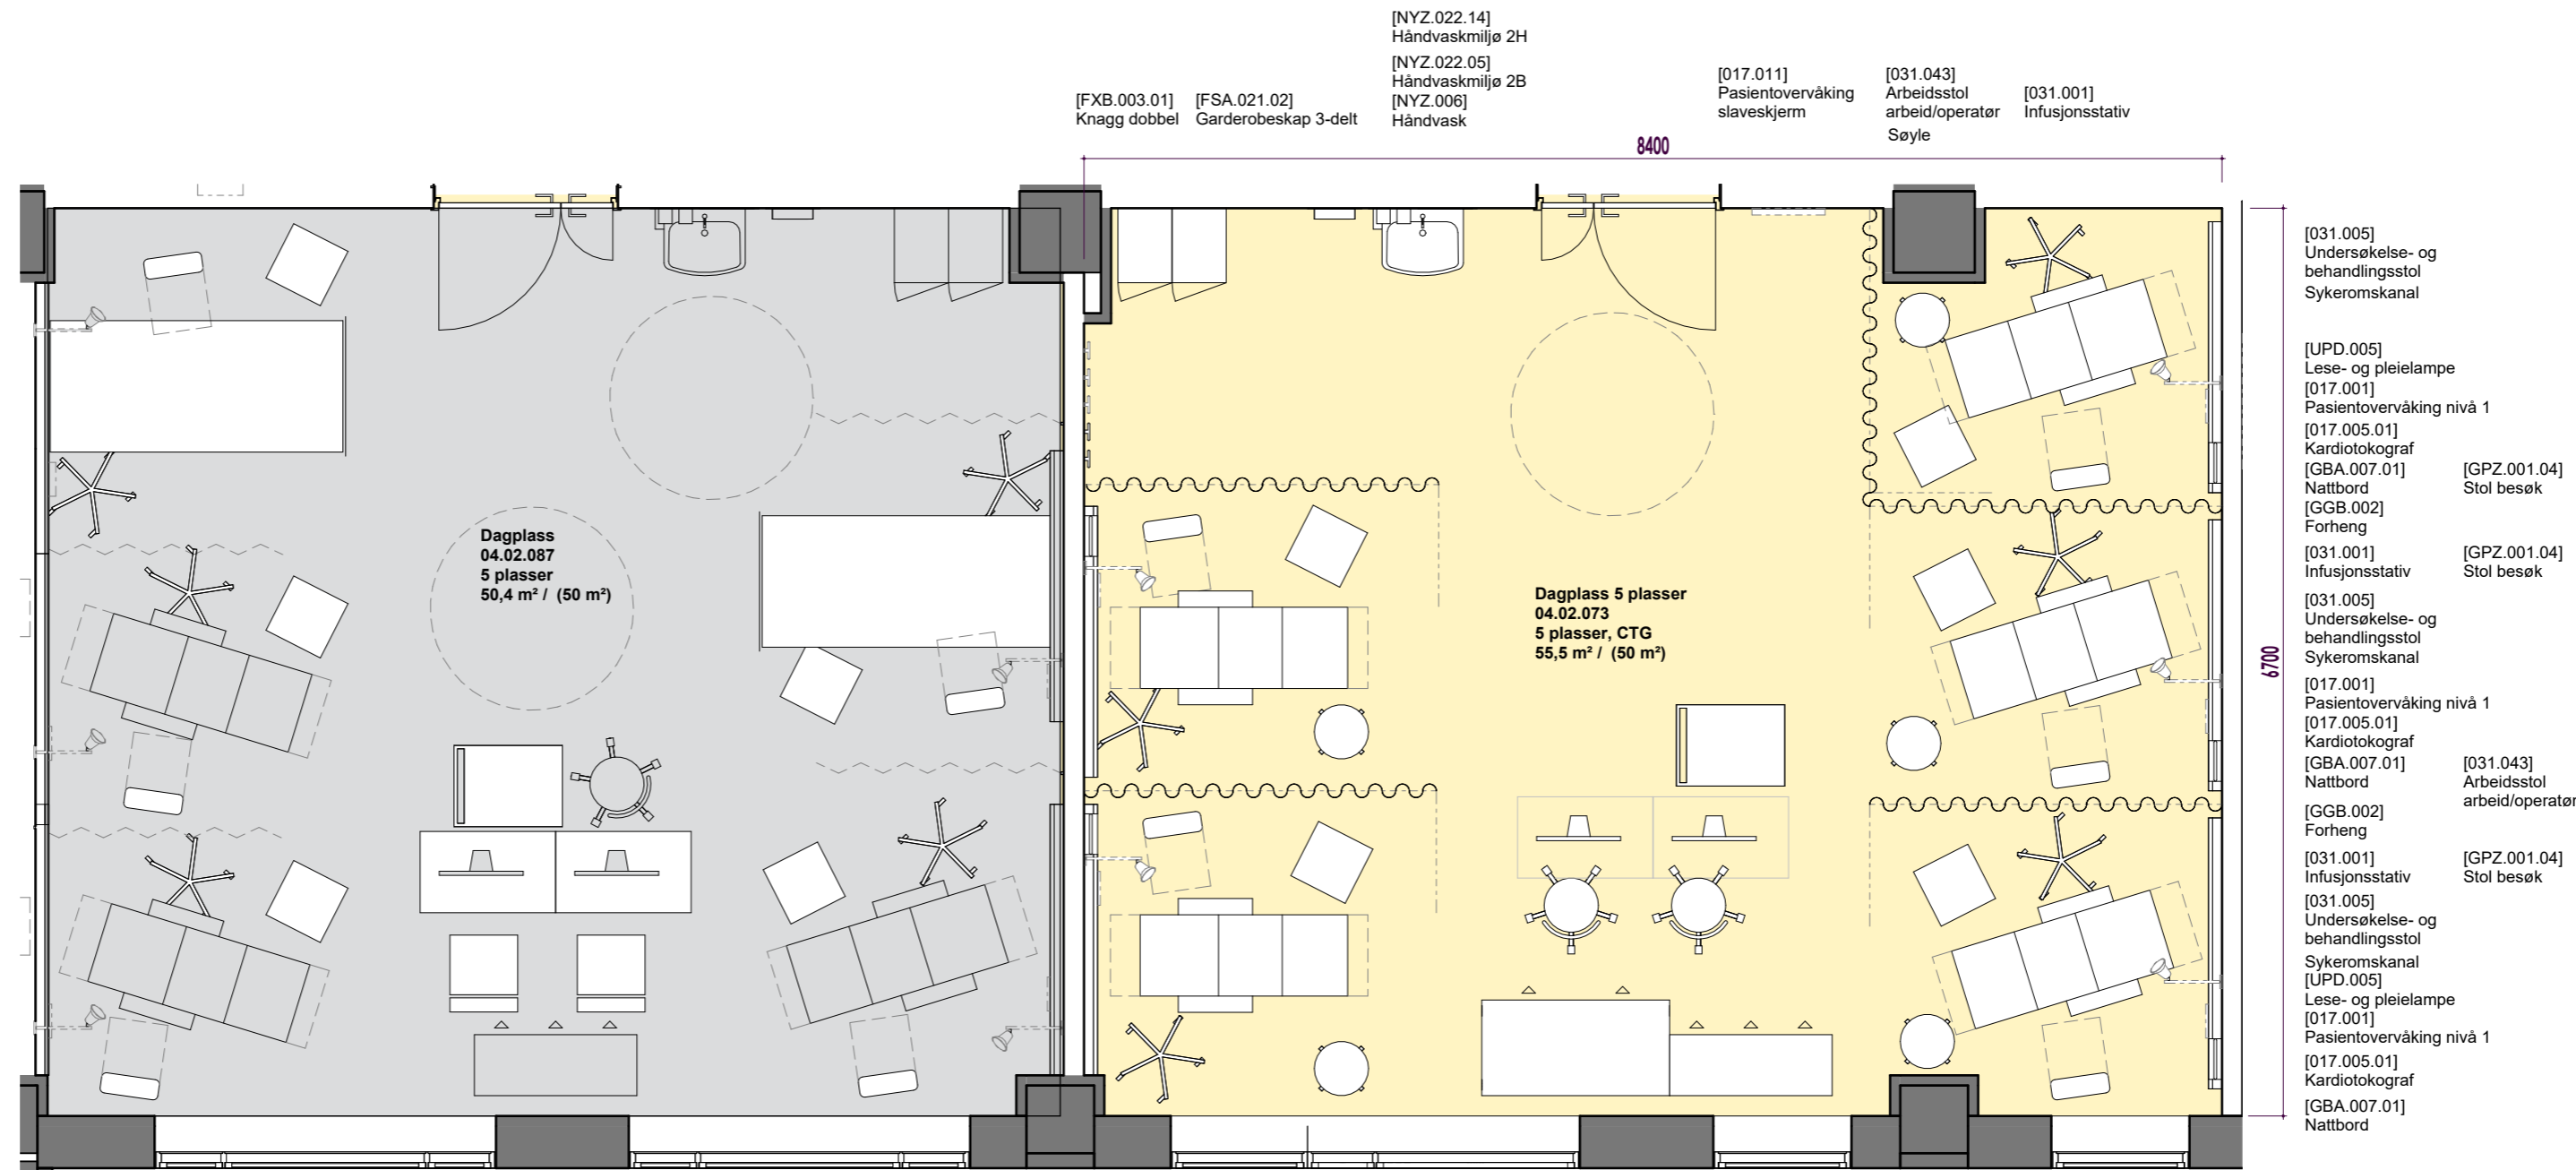 [NYZ.022.14]
Håndvaskmiljø 2H
[NYZ.022.05]
Håndvaskmiljø 2B
[NYZ.006]
Håndvask
[FXB.003.01]
Knagg dobbel
[FSA.021.02]
Garderobeskap 3-delt
[017.011]
Pasientovervåking
slaveskjerm
[031.043]
Arbeidsstol
arbeid/operatør
Søyle
[031.001]
Infusjonsstativ
8400
Dagplass
04.02.087
5 plasser
50,4 m² / (50 m²)
Dagplass 5 plasser
04.02.073
5 plasser, CTG
55,5 m² / (50 m²)
6700
[031.005]
Undersøkelse- og
behandlingsstol
Sykeromskanal
[UPD.005]
Lese- og pleielampe
[017.001]
Pasientovervåking nivå 1
[017.005.01]
Kardiotokograf
[GBA.007.01] [GPZ.001.04]
Nattbord Stol besøk
[GGB.002]
Forheng
[031.001] [GPZ.001.04]
Infusjonsstativ Stol besøk
[031.005]
Undersøkelse- og
behandlingsstol
Sykeromskanal
[017.001]
Pasientovervåking nivå 1
[017.005.01]
Kardiotokograf
[GBA.007.01] [031.043]
Nattbord Arbeidsstol
arbeid/operatør
[GGB.002]
Forheng
[031.001] [GPZ.001.04]
Infusjonsstativ Stol besøk
[031.005]
Undersøkelse- og
behandlingsstol
Sykeromskanal
[UPD.005]
Lese- og pleielampe
[017.001]
Pasientovervåking nivå 1
[017.005.01]
Kardiotokograf
[GBA.007.01]
Nattbord